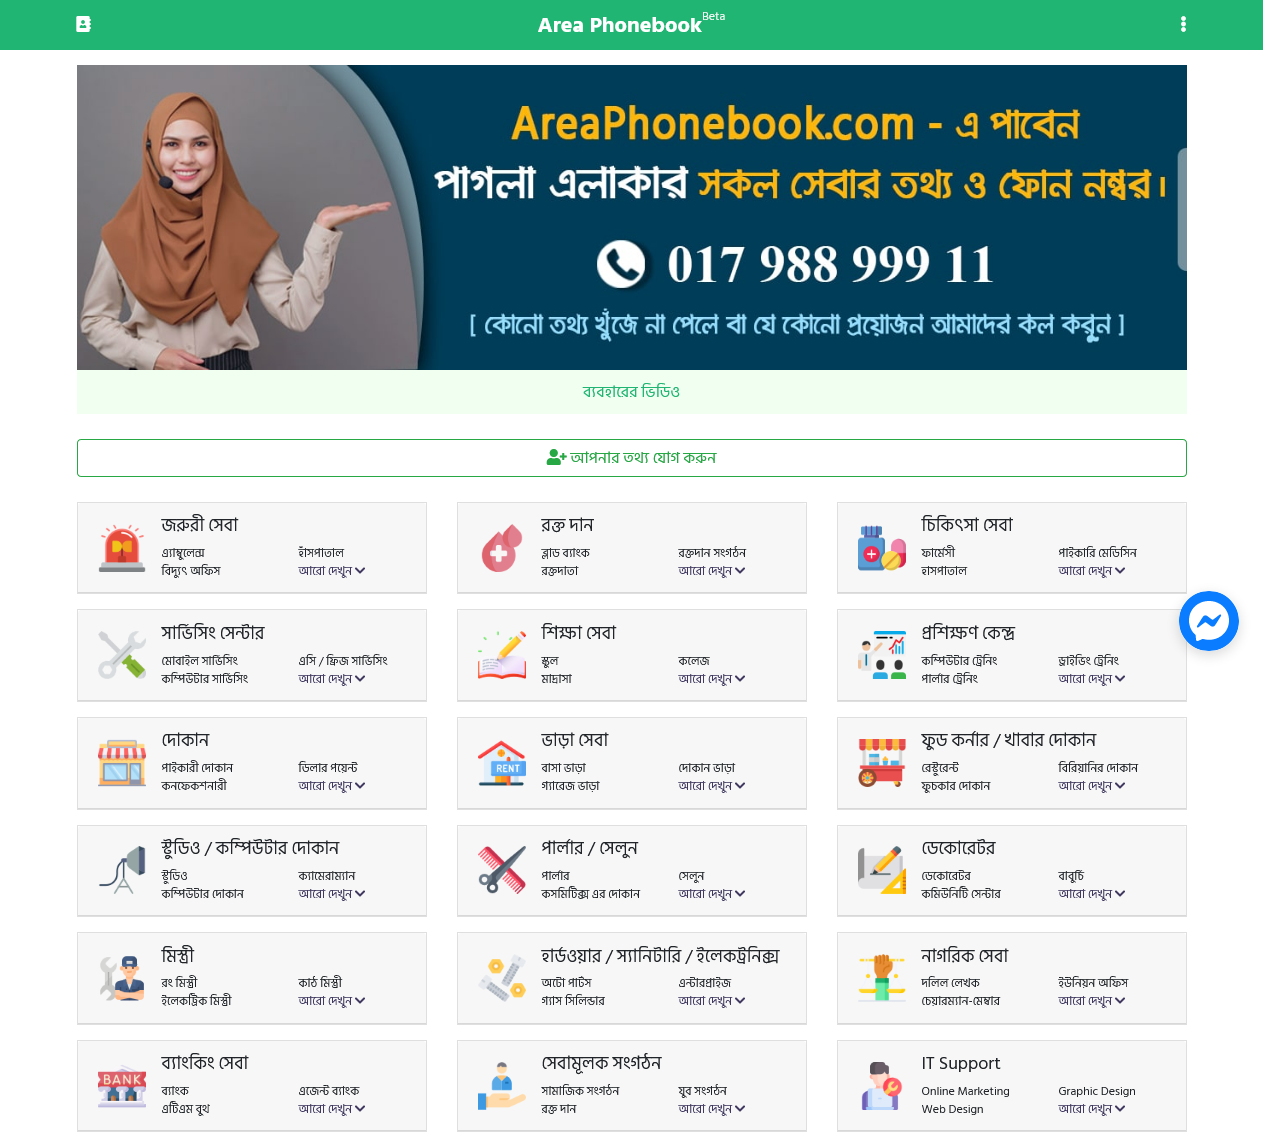 Area Phonebook Beta
AreaPhonebook.com - এ পাবেন
পাগলা এলাকার সকল সেবার তথ্য ও ফোন নম্বর।
017 988 999 11
[ কোনো তথ্য খুঁজে না পেলে বা যে কোনো প্রয়োজন আমাদের কল করুন ]
ব্যবহারের ভিডিও
আপনার তথ্য যোগ করুন
জরুরী সেবা
এ্যাম্বুলেন্স হাঁসপাতাল
বিদ্যুৎ অফিস আরো দেখুন
রক্ত দান
ব্লাড ব্যাংক রক্তদান সংগঠন
রক্তদাতা আরো দেখুন
চিকিৎসা সেবা
ফার্মেসী পাইকারি মেডিসিন
হাসপাতাল আরো দেখুন
সার্ভিসিং সেন্টার
মোবাইল সার্ভিসিং এসি / ফ্রিজ সার্ভিসিং
কম্পিউটার সার্ভিসিং আরো দেখুন
শিক্ষা সেবা
স্কুল কলেজ
মাদ্রাসা আরো দেখুন
প্রশিক্ষণ কেন্দ্র
কম্পিউটার ট্রেনিং ড্রাইভিং ট্রেনিং
পার্লার ট্রেনিং আরো দেখুন
দোকান
পাইকারী দোকান ডিলার পয়েন্ট
কনফেকশনারী আরো দেখুন
ভাড়া সেবা
RENT
বাসা ভাড়া দোকান ভাড়া
গ্যারেজ ভাড়া আরো দেখুন
ফুড কর্নার / খাবার দোকান
রেস্টুরেন্ট বিরিয়ানির দোকান
ফুচকার দোকান আরো দেখুন
স্টুডিও / কম্পিউটার দোকান
স্টুডিও ক্যামেরাম্যান
কম্পিউটার দোকান আরো দেখুন
পার্লার / সেলুন
পার্লার সেলুন
কসমিটিক্স এর দোকান আরো দেখুন
ডেকোরেটর
ডেকোরেটর বাবুর্চি
কমিউনিটি সেন্টার আরো দেখুন
মিস্ত্রী
রং মিস্ত্রী কাঠ মিস্ত্রী
ইলেকট্রিক মিস্ত্রী আরো দেখুন
হার্ডওয়ার / স্যানিটারি / ইলেকট্রনিক্স
অটো পার্টস এন্টারপ্রাইজ
গ্যাস সিলিন্ডার আরো দেখুন
নাগরিক সেবা
দলিল লেখক ইউনিয়ন অফিস
চেয়ারম্যান-মেম্বার আরো দেখুন
ব্যাংকিং সেবা
BANK
ব্যাংক এজেন্ট ব্যাংক
এটিএম বুথ আরো দেখুন
সেবামূলক সংগঠন
সামাজিক সংগঠন যুব সংগঠন
রক্ত দান আরো দেখুন
IT Support
Online Marketing Graphic Design
Web Design আরো দেখুন